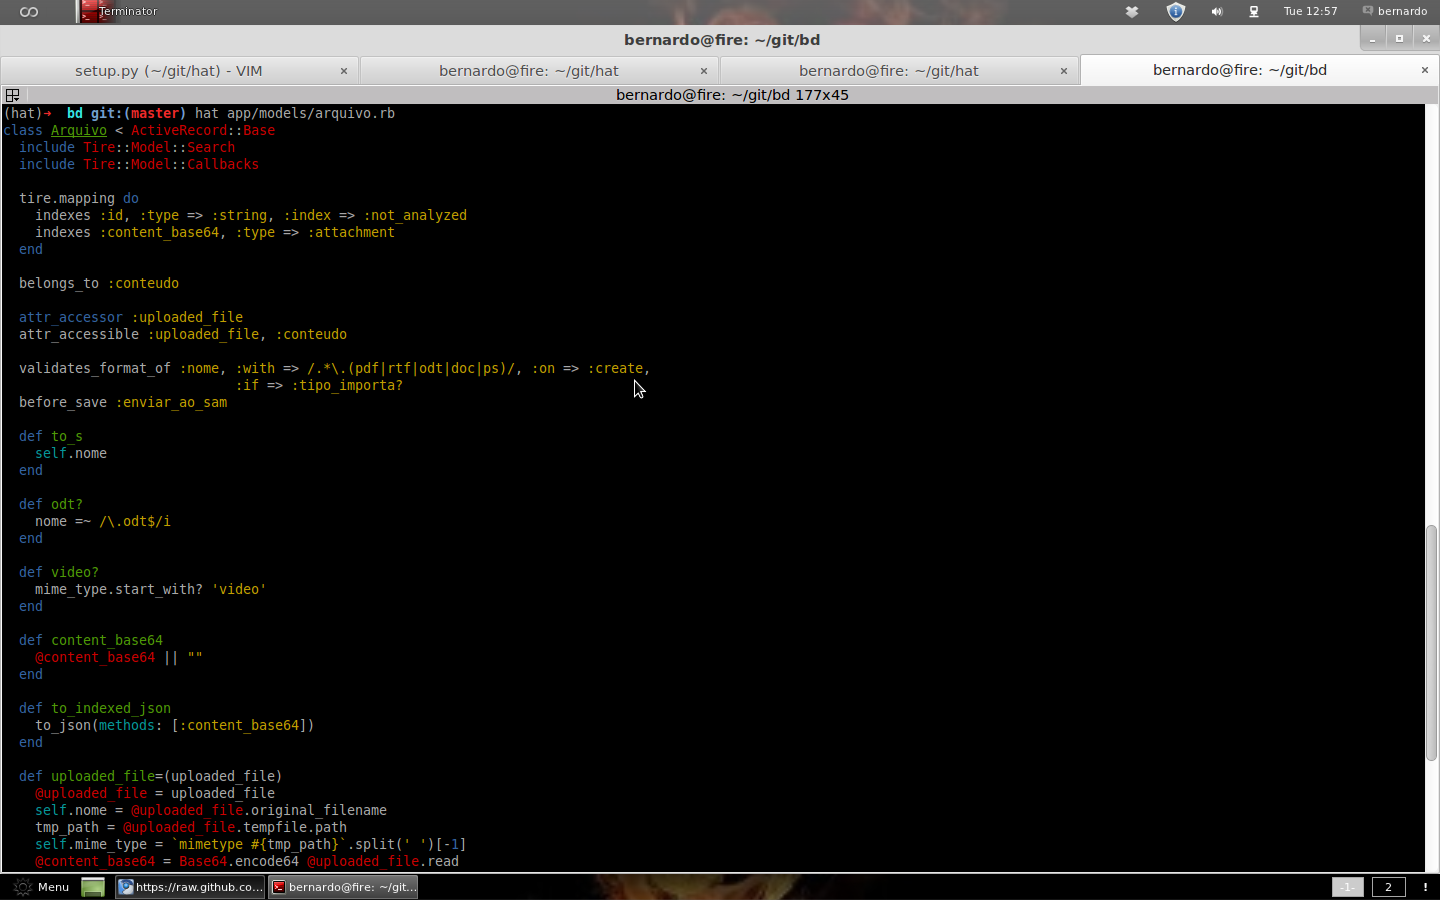 Terminator
Tue 12:57
bernardo
bernardo@fire: ~/git/bd
setup.py (~/git/hat) - VIM
bernardo@fire: ~/git/hat
bernardo@fire: ~/git/hat
bernardo@fire: ~/git/bd
bernardo@fire: ~/git/bd 177x45
(hat)➜  bd git:(master) hat app/models/arquivo.rb
class Arquivo < ActiveRecord::Base
  include Tire::Model::Search
  include Tire::Model::Callbacks
  tire.mapping do
    indexes :id, :type => :string, :index => :not_analyzed
    indexes :content_base64, :type => :attachment
  end
  belongs_to :conteudo
  attr_accessor :uploaded_file
  attr_accessible :uploaded_file, :conteudo
  validates_format_of :nome, :with => /.*\.(pdf|rtf|odt|doc|ps)/, :on => :create,
                             :if => :tipo_importa?
  before_save :enviar_ao_sam
  def to_s
    self.nome
  end
  def odt?
    nome =~ /\.odt$/i
  end
  def video?
    mime_type.start_with? 'video'
  end
  def content_base64
    @content_base64 || ""
  end
  def to_indexed_json
    to_json(methods: [:content_base64])
  end
  def uploaded_file=(uploaded_file)
    @uploaded_file = uploaded_file
    self.nome = @uploaded_file.original_filename
    tmp_path = @uploaded_file.tempfile.path
    self.mime_type = `mimetype #{tmp_path}`.split(' ')[-1]
    @content_base64 = Base64.encode64 @uploaded_file.read
Menu
https://raw.github.co...
bernardo@fire: ~/git...
-1-
2
!